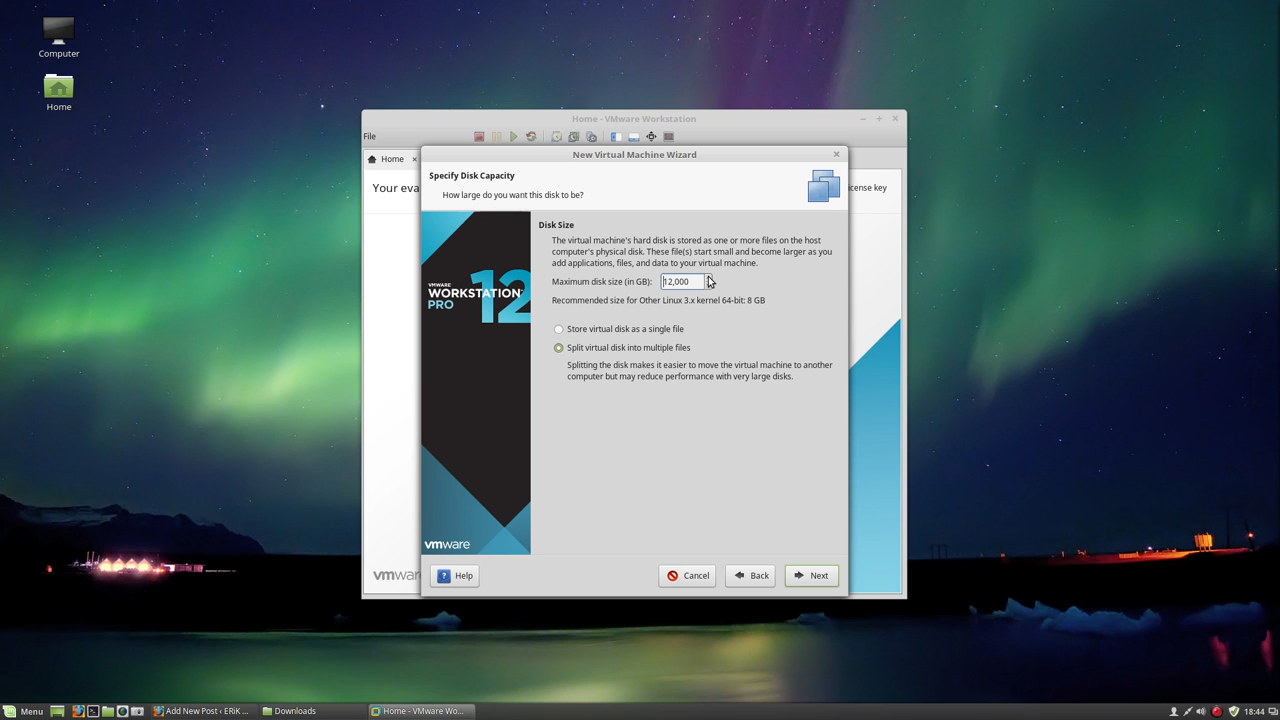 Computer
Home
Home - VMware Workstation
File
Home
Your eva
icense key
New Virtual Machine Wizard
Specify Disk Capacity
How large do you want this disk to be?
VMWARE
WORKSTATION 12
PRO
Disk Size
The virtual machine's hard disk is stored as one or more files on the host
computer's physical disk. These file(s) start small and become larger as you
add applications, files, and data to your virtual machine.
Maximum disk size (in GB): 12,000
Recommended size for Other Linux 3.x kernel 64-bit: 8 GB
Store virtual disk as a single file
Split virtual disk into multiple files
Splitting the disk makes it easier to move the virtual machine to another
computer but may reduce performance with very large disks.
vmware
vmwar
Help
Cancel
Back
Next
Menu
Add New Post ‹ ERiK ...
Downloads
Home - VMware Wo...
18:44